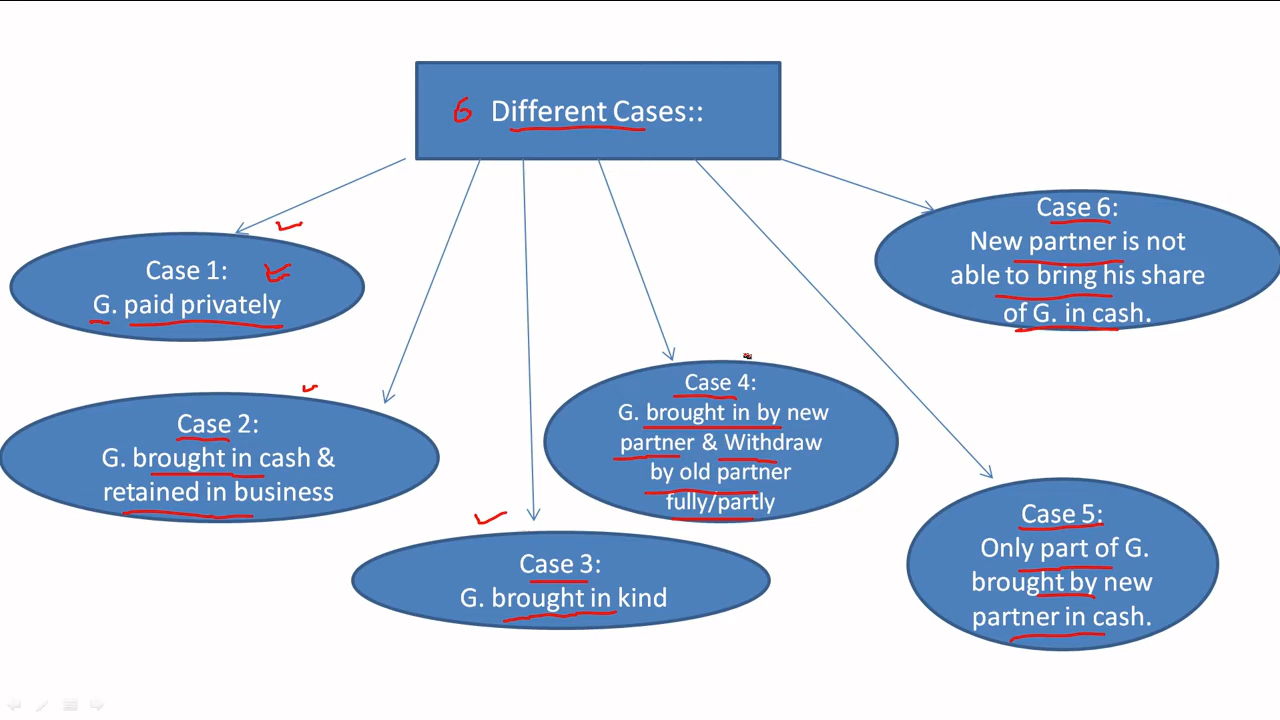 6 Different Cases::
Case 1:
G. paid privately
Case 2:
G. brought in cash &
retained in business
Case 3:
G. brought in kind
Case 4:
G. brought in by new
partner & Withdraw
by old partner
fully/partly
Case 5:
Only part of G.
brought by new
partner in cash.
Case 6:
New partner is not
able to bring his share
of G. in cash.